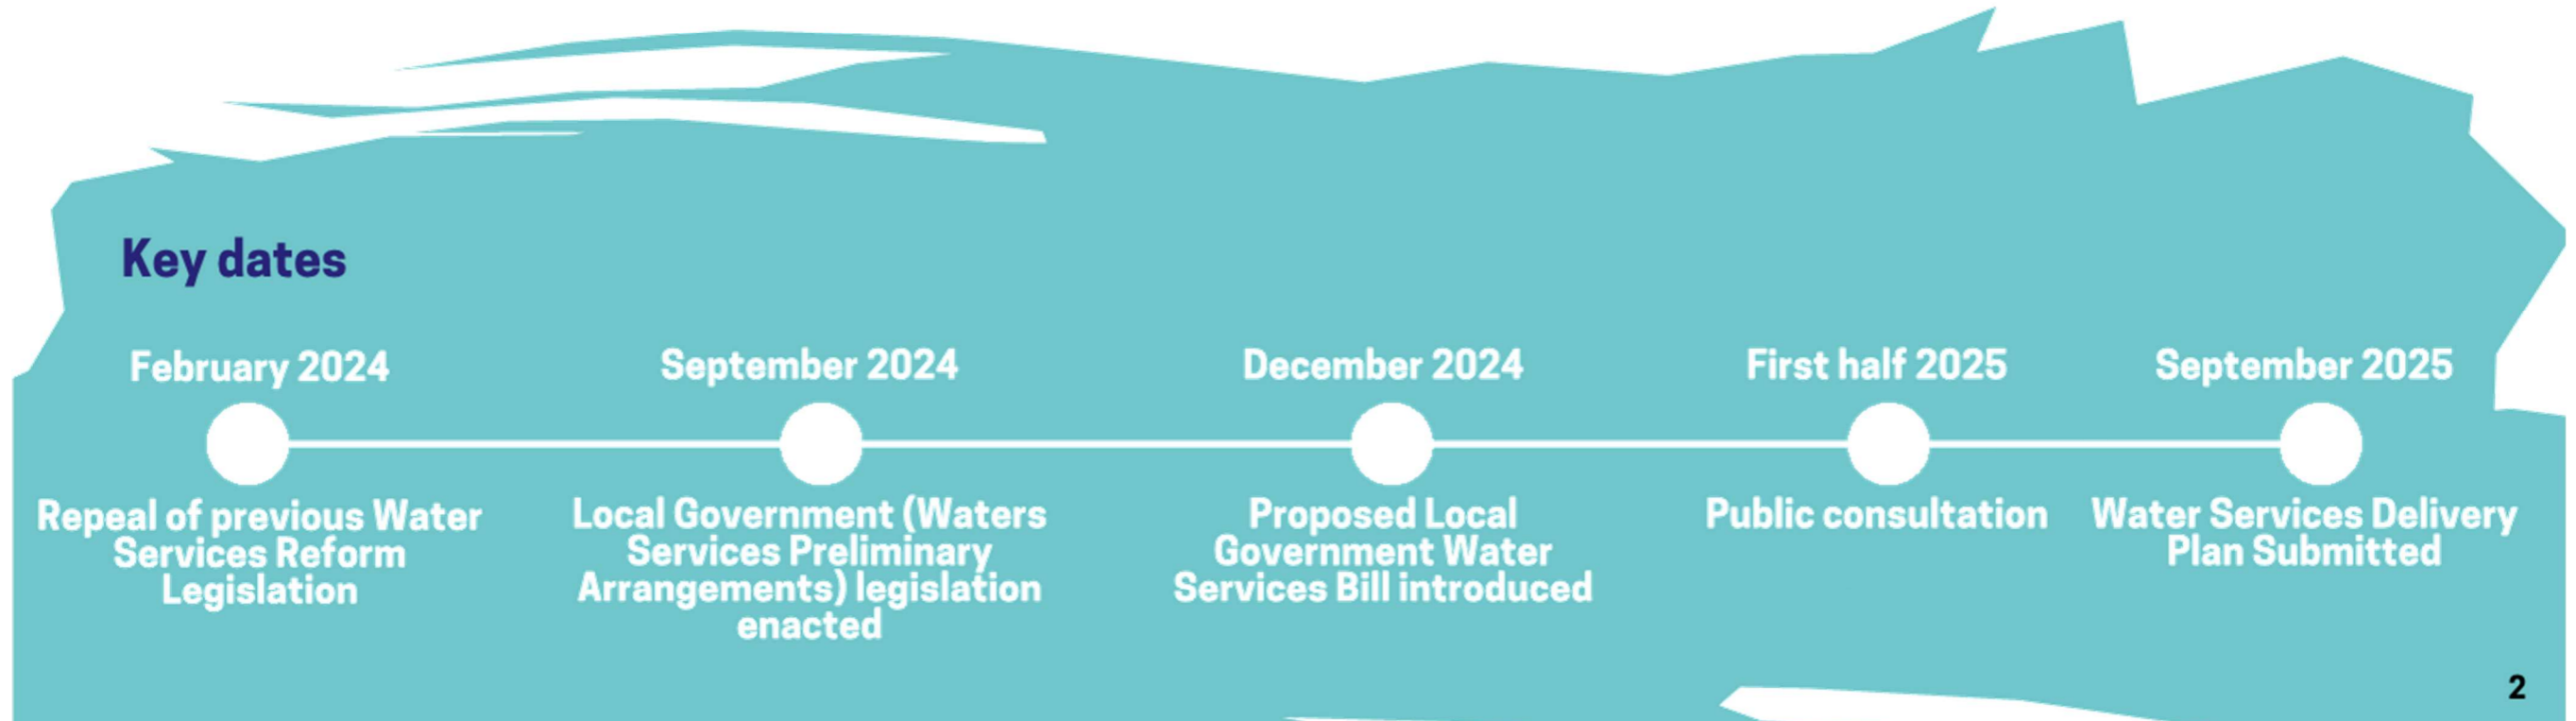 Key dates
February 2024
Repeal of previous Water
Services Reform
Legislation
September 2024
Local Government (Waters
Services Preliminary
Arrangements) legislation
enacted
December 2024
Proposed Local
Government Water
Services Bill introduced
First half 2025
Public consultation
September 2025
Water Services Delivery
Plan Submitted
2